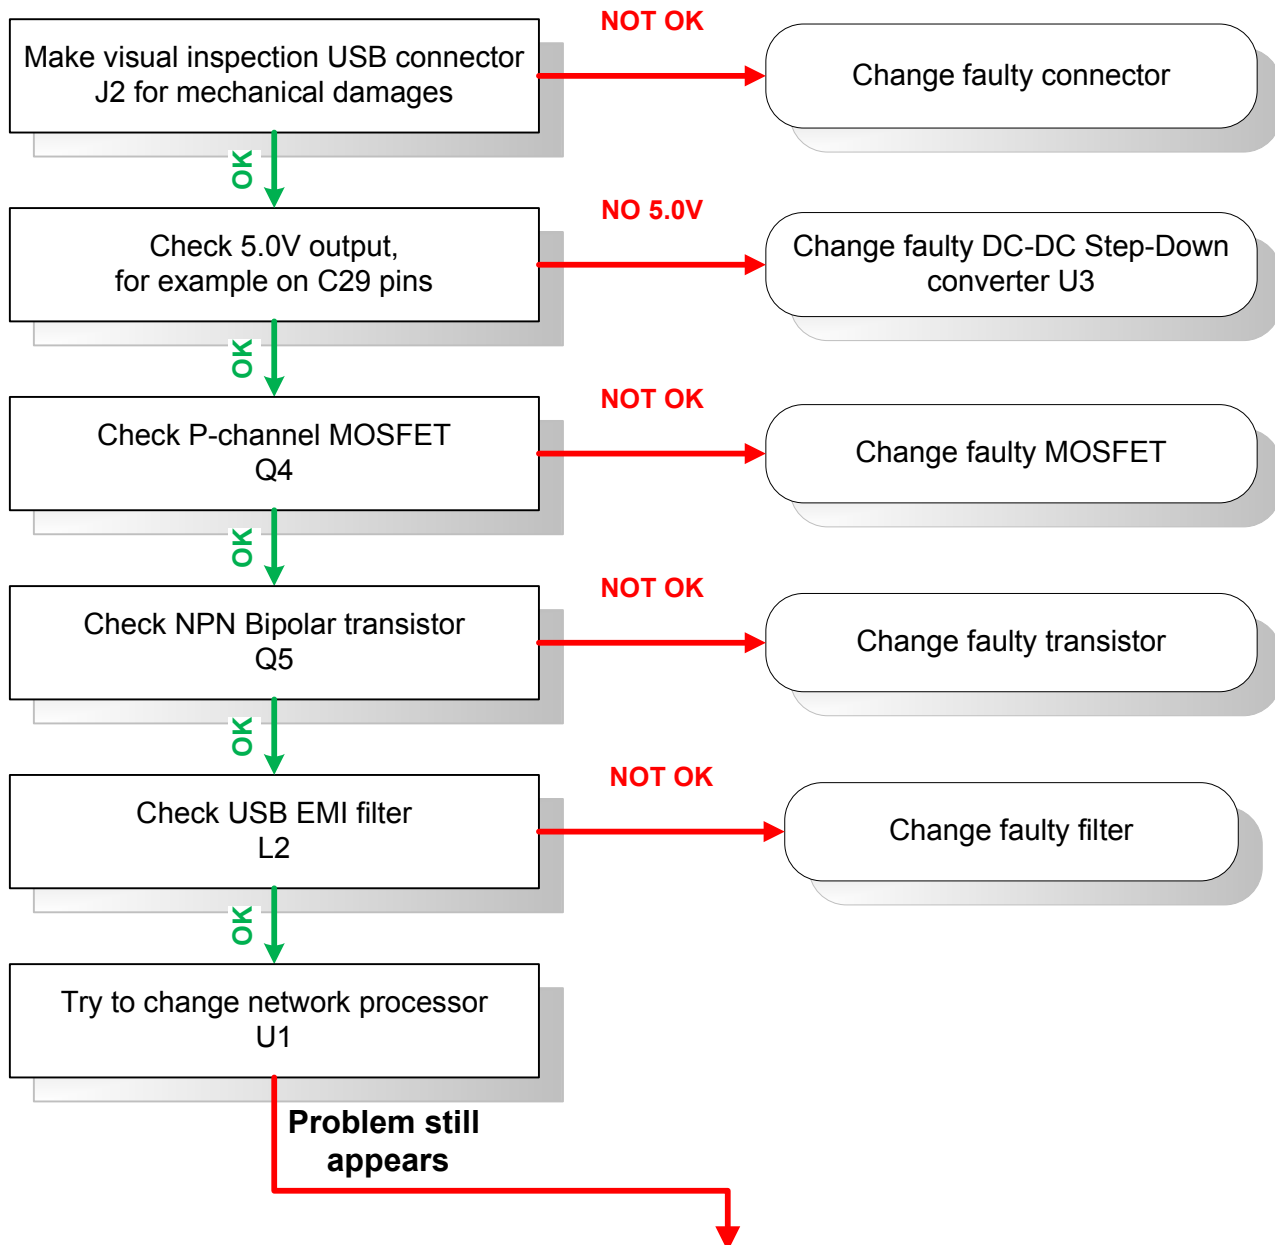 NOT OK
Make visual inspection USB connector
J2 for mechanical damages
Change faulty connector
OK
NO 5.0V
Check 5.0V output,
for example on C29 pins
Change faulty DC-DC Step-Down
converter U3
OK
NOT OK
Check P-channel MOSFET
Q4
Change faulty MOSFET
OK
NOT OK
Check NPN Bipolar transistor
Q5
Change faulty transistor
OK
NOT OK
Check USB EMI filter
L2
Change faulty filter
OK
Try to change network processor
U1
Problem still
appears